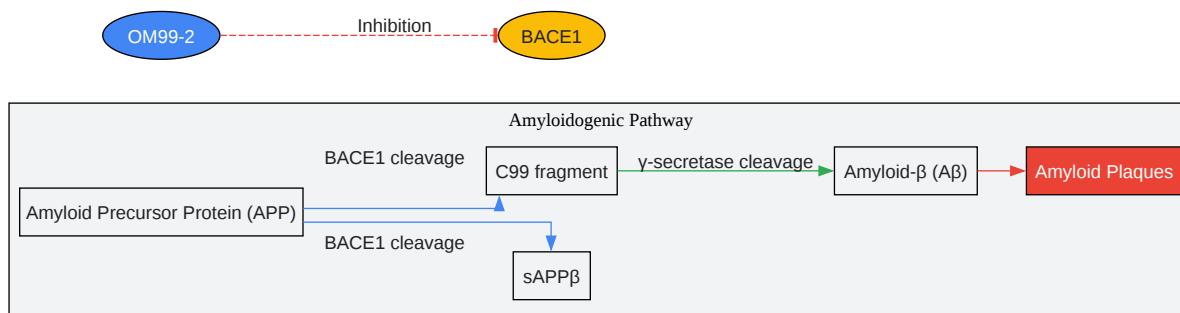 OM99-2
Inhibition
BACE1
Amyloidogenic Pathway
BACE1 cleavage
C99 fragment
γ-secretase cleavage
Amyloid-β (Aβ)
Amyloid Plaques
Amyloid Precursor Protein (APP)
BACE1 cleavage
sAPPβ